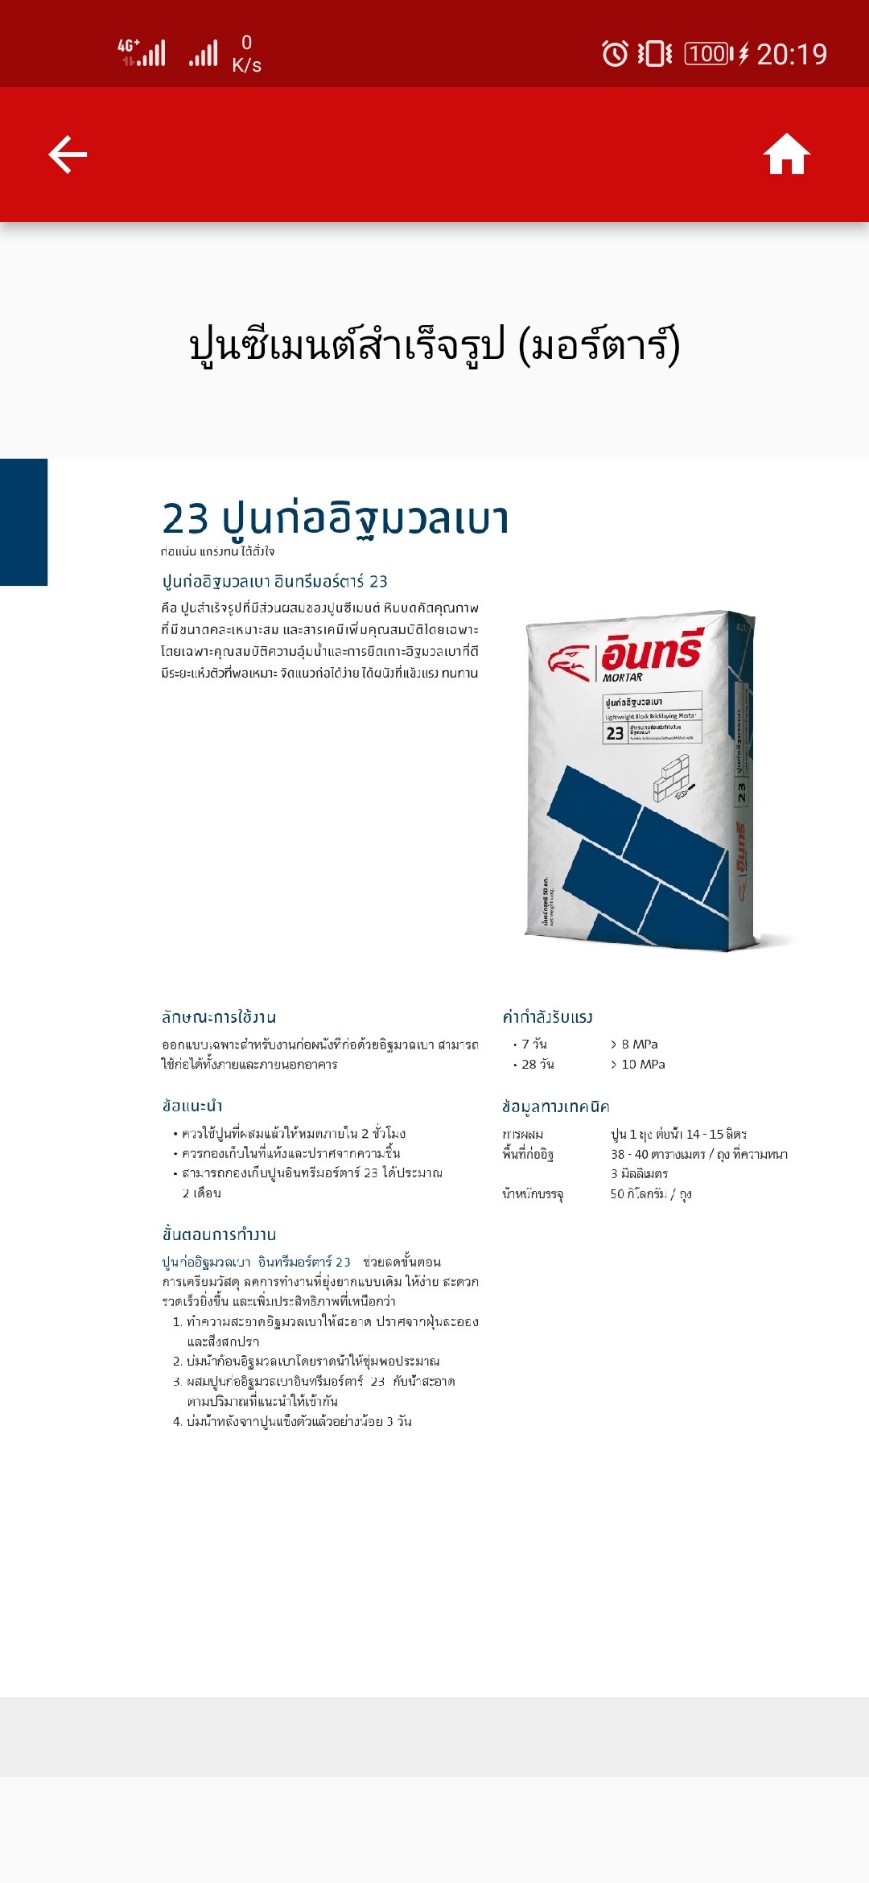 4G+
0
K/s
100
20:19
ปูนซีเมนต์สำเร็จรูป (มอร์ตาร์)
23 ปูนก่ออิฐมวลเบา
ก่อแน่น แกร่งทน ได้ดั่งใจ
ปูนก่ออิฐมวลเบา อินทรีมอร์ตาร์ 23
คือ ปูนสำเร็จรูปที่มีส่วนผสมของปูนซีเมนต์ หินบดคัดคุณภาพ
ที่มีขนาดคละเหมาะสม และสารเคมีเพิ่มคุณสมบัติโดยเฉพาะ
โดยเฉพาะคุณสมบัติความอุ้มน้ำและการยึดเกาะอิฐมวลเบาที่ดี
มีระยะแห้งตัวที่พอเหมาะ จัดแนวก่อได้ง่าย ได้ผนังที่แข็งแรง ทนทาน
อินทรี
MORTAR
ปูนก่ออิฐมวลเบา
Lightweight Block Bricklaying Mortar
23
23
อินทรี
น้ำหนักสุทธิ 50 กก.
ลักษณะการใช้งาน
ออกแบบเฉพาะสำหรับงานก่อผนังที่ก่อด้วยอิฐมวลเบา สามารถ
ใช้ก่อได้ทั้งภายและภายนอกอาคาร
ข้อแนะนำ
• ควรใช้ปูนที่ผสมแล้วให้หมดภายใน 2 ชั่วโมง
• ควรกองเก็บในที่แห้งและปราศจากความชื้น
• สามารถกองเก็บปูนอินทรีมอร์ตาร์ 23 ได้ประมาณ
2 เดือน
ขั้นตอนการทำงาน
ปูนก่ออิฐมวลเบา อินทรีมอร์ตาร์ 23 ช่วยลดขั้นตอน
การเตรียมวัสดุ ลดการทำงานที่ยุ่งยากแบบเดิม ให้ง่าย สะดวก
รวดเร็วยิ่งขึ้น และเพิ่มประสิทธิภาพที่เหนือกว่า
1. ทำความสะอาดอิฐมวลเบาให้สะอาด ปราศจากฝุ่นละออง
และสิ่งสกปรก
2. บ่มน้ำก้อนอิฐมวลเบาโดยราดน้ำให้ชุ่มพอประมาณ
3. ผสมปูนก่ออิฐมวลเบาอินทรีมอร์ตาร์ 23 กับน้ำสะอาด
ตามปริมาณที่แนะนำให้เข้ากัน
4. บ่มน้ำหลังจากปูนแข็งตัวแล้วอย่างน้อย 3 วัน
ค่ากำลังรับแรง
• 7 วัน > 8 MPa
• 28 วัน > 10 MPa
ข้อมูลทางเทคนิค
การผสม ปูน 1 ถุง ต่อน้ำ 14 - 15 ลิตร
พื้นที่ก่ออิฐ 38 - 40 ตารางเมตร / ถุง ที่ความหนา
3 มิลลิเมตร
น้ำหนักบรรจุ 50 กิโลกรัม / ถุง